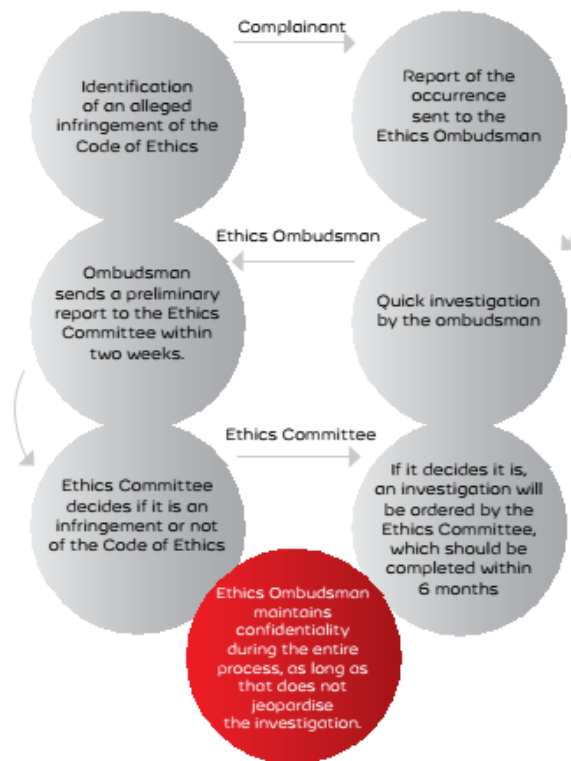 Complainant
Identification
of an alleged
infringement of the
Code of Ethics
Report of the
occurrence
sent to the
Ethics Ombudsman
Ethics Ombudsman
Ombudsman
sends a preliminary
report to the Ethics
Committee within
two weeks.
Quick investigation
by the ombudsman
Ethics Committee
Ethics Committee
decides if it is an
infringement or not
of the Code of Ethics
If it decides it is,
an investigation will
be ordered by the
Ethics Committee,
which should be
completed within
6 months
Ethics Ombudsman
maintains
confidentiality
during the entire
process, as long as
that does not
jeopardise
the investigation.